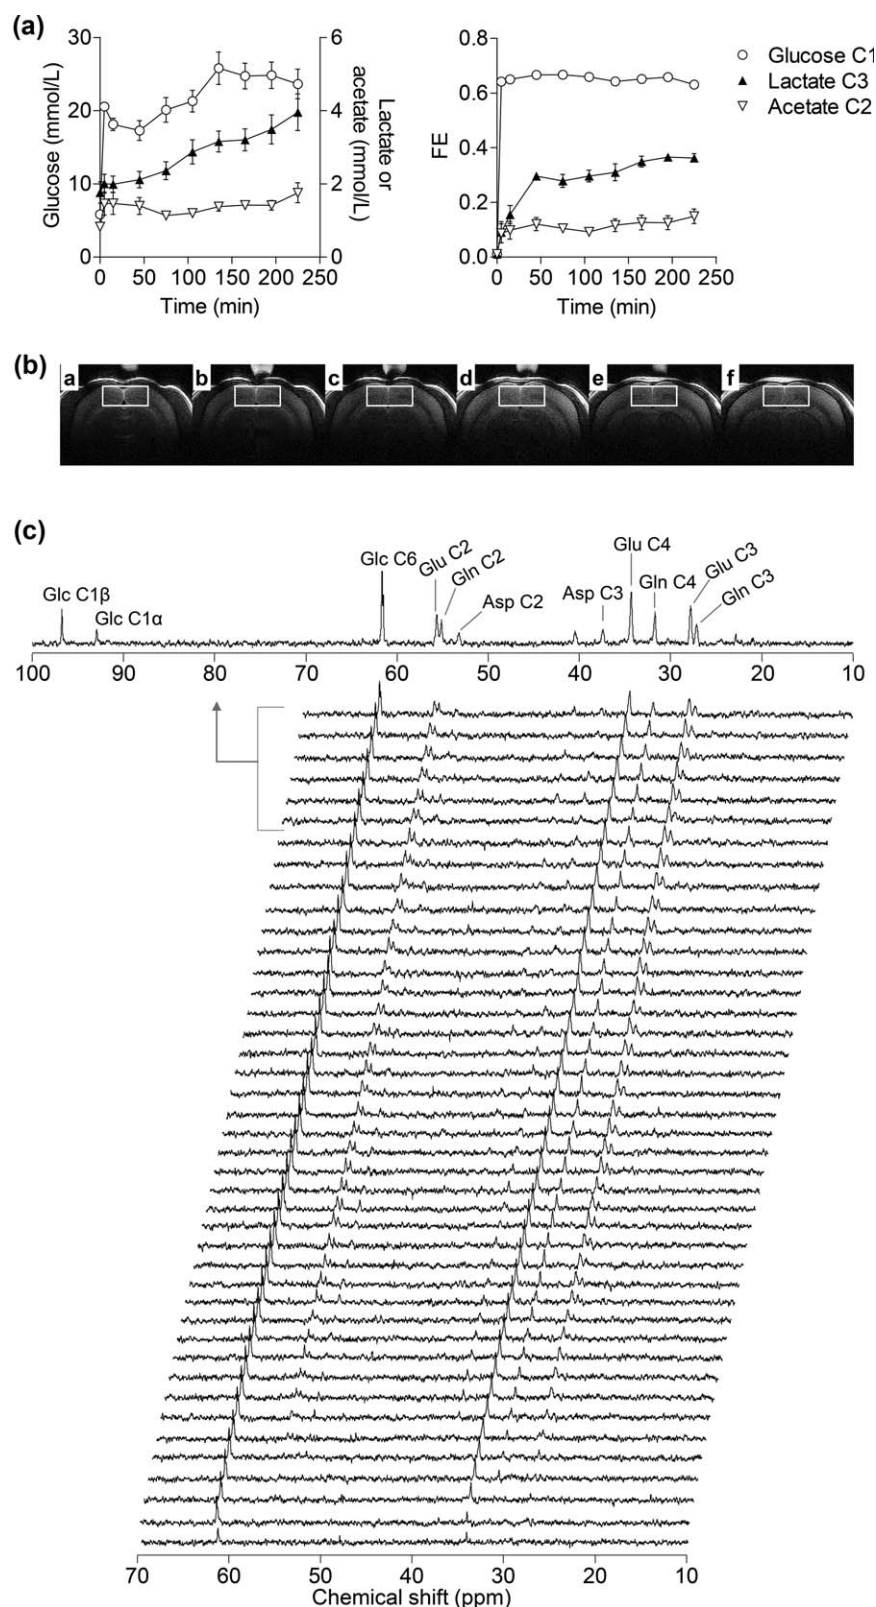 (a)
30
20
10
0
Glucose (mmol/L)
6
4
2
0
Lactate or
acetate (mmol/L)
0 50 100 150 200 250
Time (min)
0.8
0.6
0.4
0.2
0.0
FE
0 50 100 150 200 250
Time (min)
Glucose C1
Lactate C3
Acetate C2
(b)
a b c d e f
(c)
Glc C1β
Glc C1α
Glc C6
Glu C2
Gln C2
Asp C2
Asp C3
Glu C4
Gln C4
Glu C3
Gln C3
100 90 80 70 60 50 40 30 20 10
70 60 50 40 30 20 10
Chemical shift (ppm)